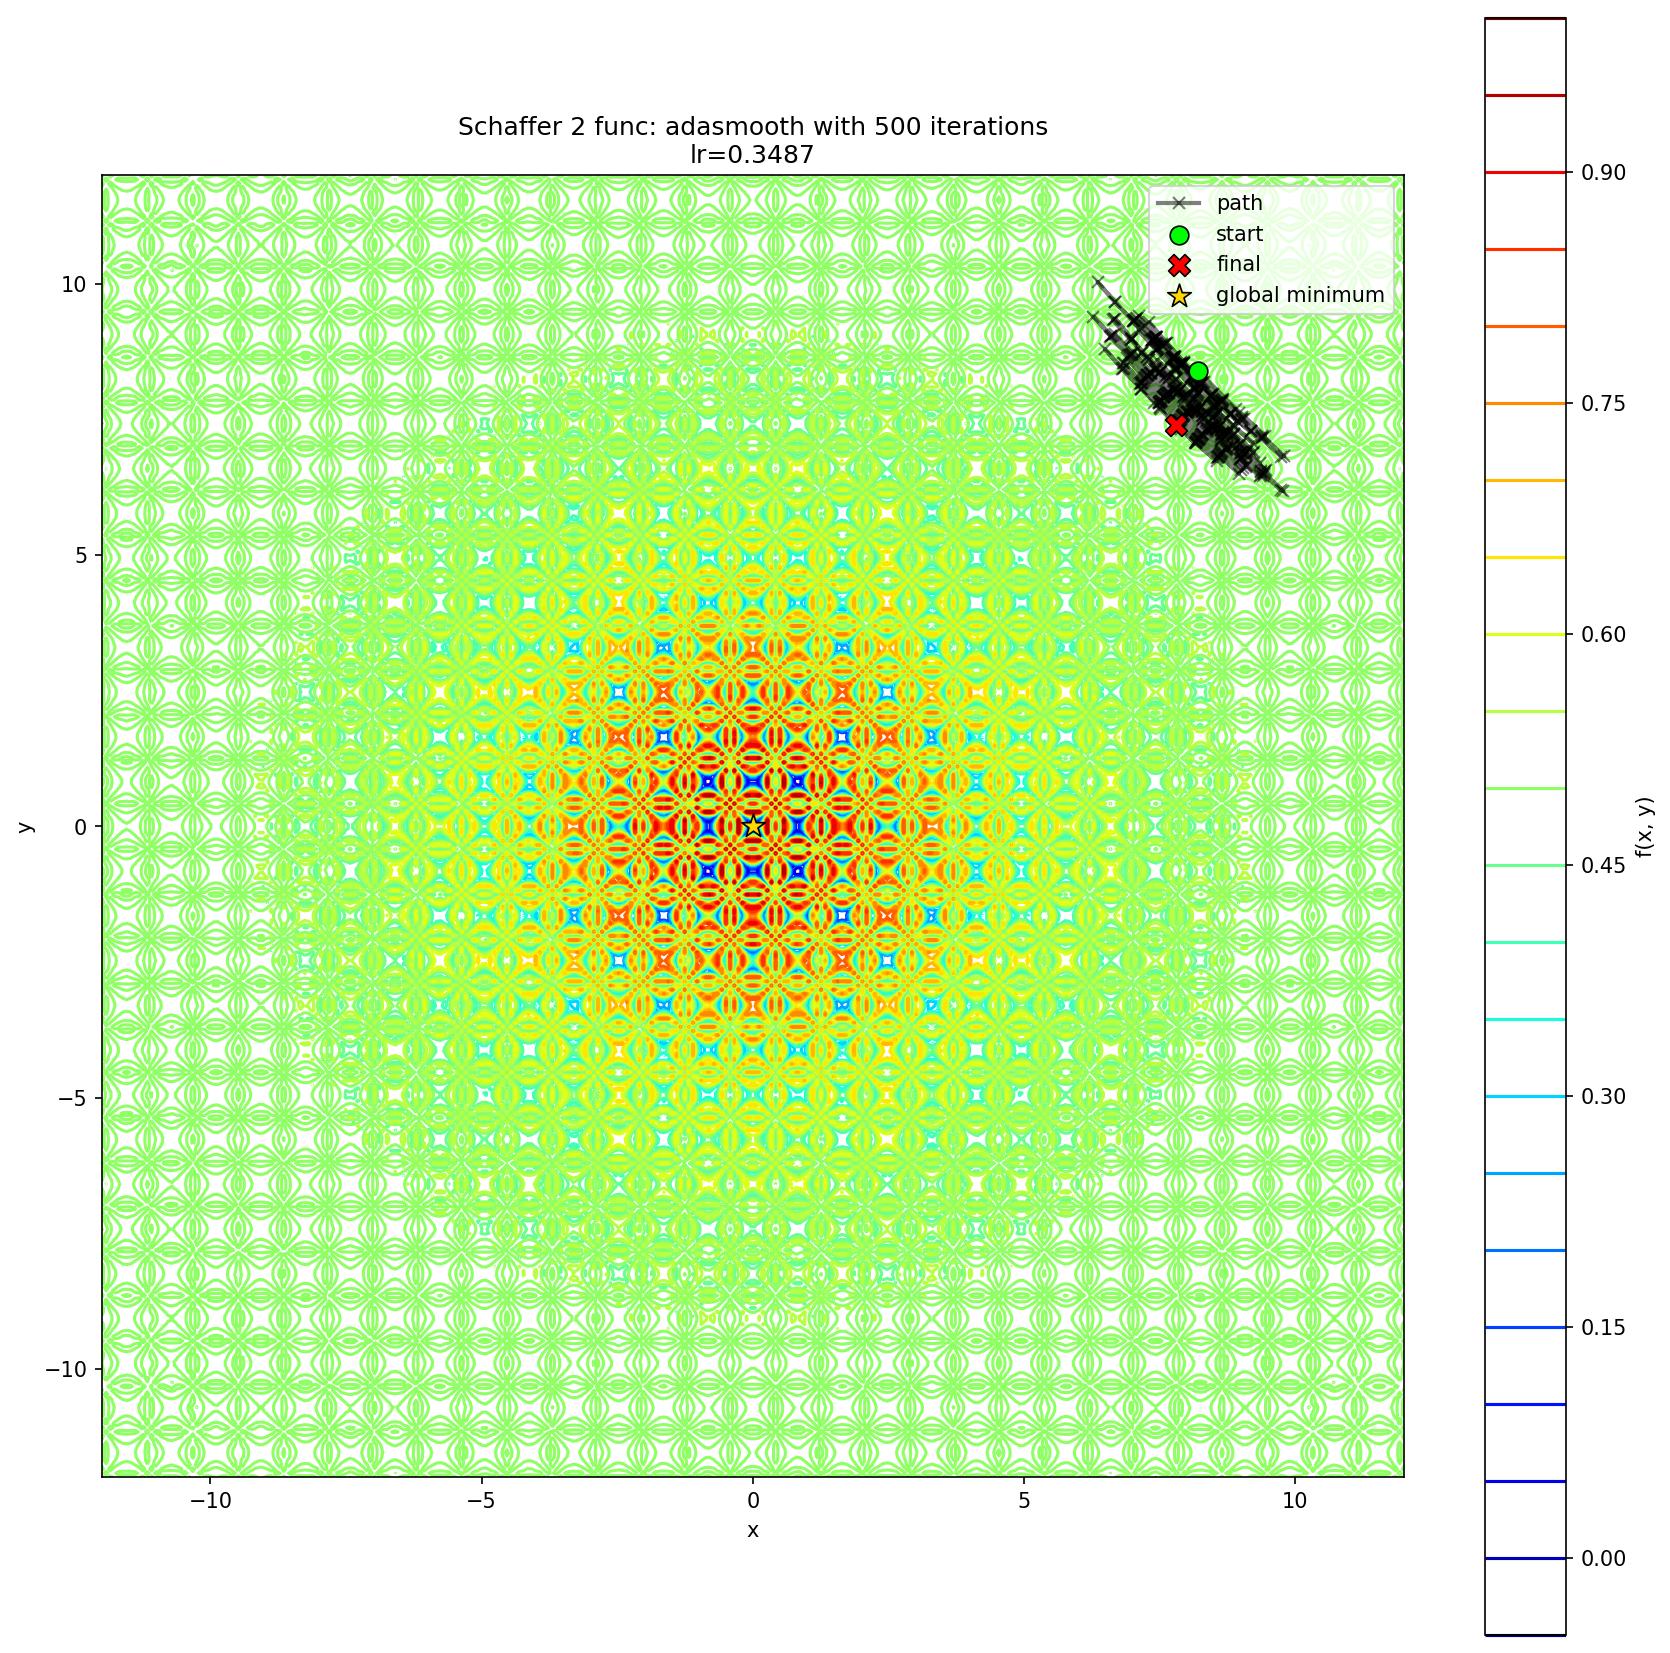 Schaffer 2 func: adasmooth with 500 iterations
lr=0.3487
path
start
final
global minimum
10
5
0
−5
−10
y
−10
−5
0
5
10
x
0.90
0.75
0.60
0.45
0.30
0.15
0.00
f(x, y)